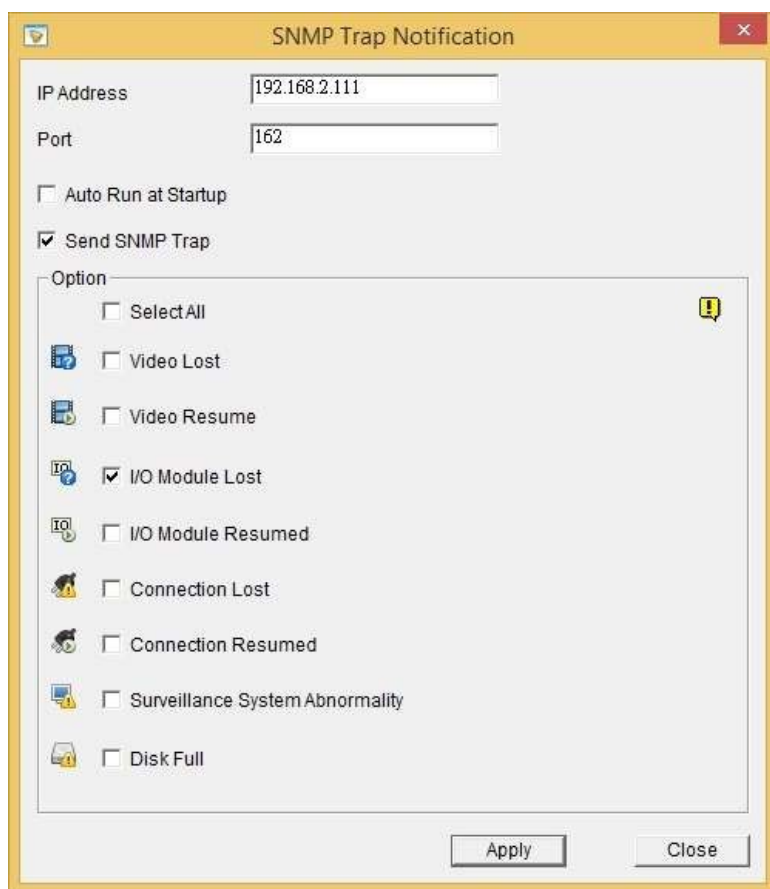 SNMP Trap Notification
IP Address 192.168.2.111
Port 162
Auto Run at Startup
Send SNMP Trap
Option
Select All
Video Lost
Video Resume
I/O Module Lost
I/O Module Resumed
Connection Lost
Connection Resumed
Surveillance System Abnormality
Disk Full
Apply Close